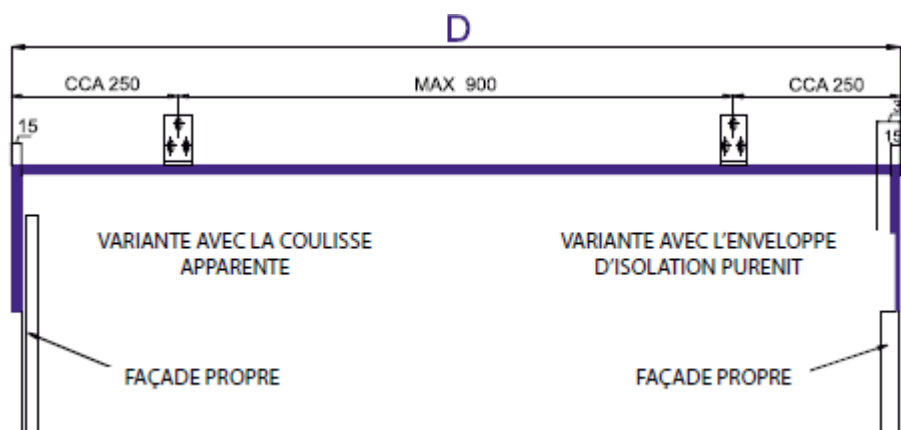 D
CCA 250
MAX 900
CCA 250
15
15
VARIANTE AVEC LA COULISSE
APPARENTE
VARIANTE AVEC L'ENVELOPPE
D'ISOLATION PURENIT
FAÇADE PROPRE
FAÇADE PROPRE